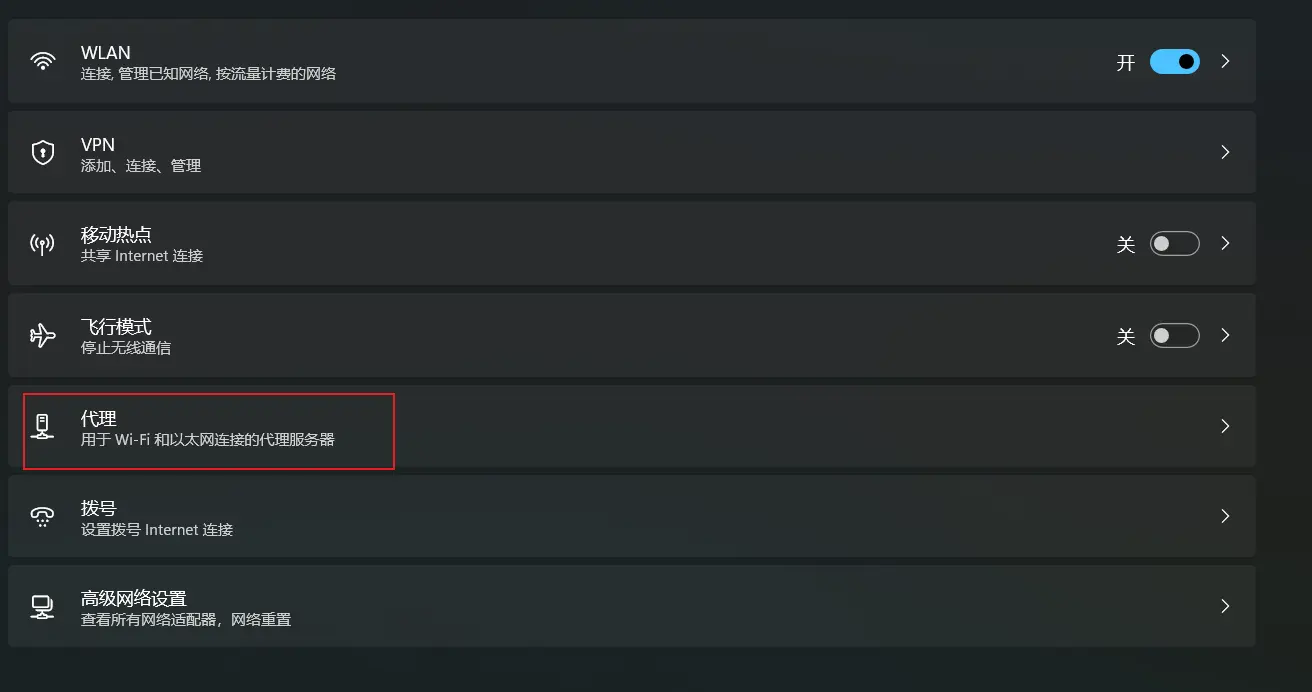 WLAN
连接, 管理已知网络, 按流量计费的网络
开
VPN
添加、连接、管理
移动热点
共享 Internet 连接
关
飞行模式
停止无线通信
关
代理
用于 Wi-Fi 和以太网连接的代理服务器
拨号
设置拨号 Internet 连接
高级网络设置
查看所有网络适配器，网络重置